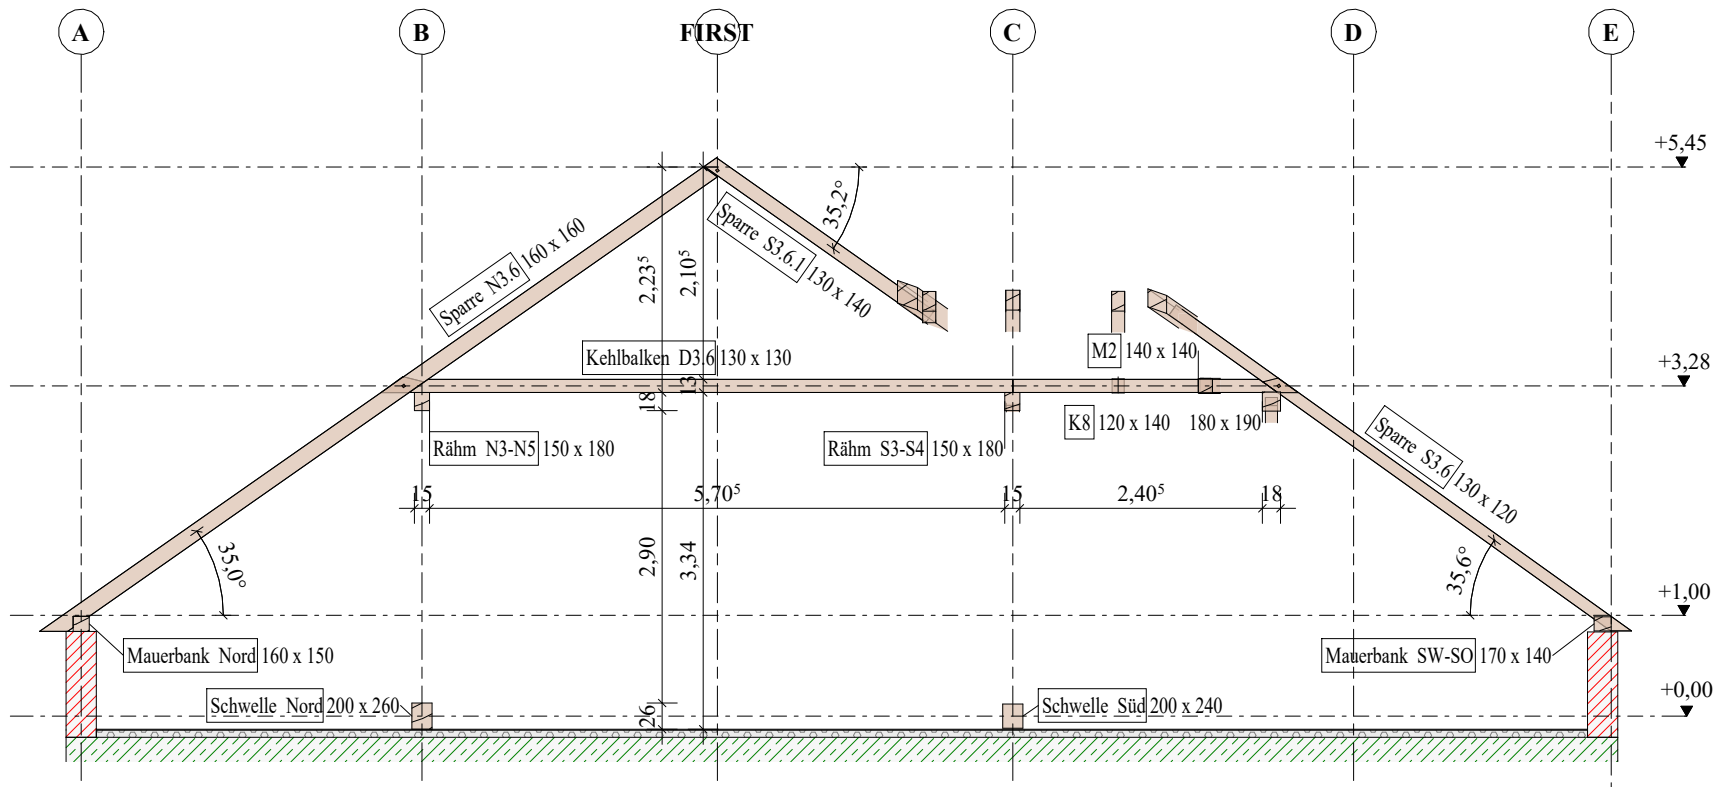 A
B
FIRST
C
D
E
+5,45
35,2°
Sparre N3.6 160 x 160
Sparre S3.6.1 130 x 140
2,23⁵
2,10⁵
Kehlbalken D3.6 130 x 130
M2 140 x 140
+3,28
13
18
K8 120 x 140
180 x 190
Rähm N3-N5 150 x 180
Rähm S3-S4 150 x 180
Sparre S3.6 130 x 120
15
5,70⁵
15
2,40⁵
18
2,90
3,34
35,0°
35,6°
+1,00
Mauerbank Nord 160 x 150
Mauerbank SW-SO 170 x 140
Schwelle Nord 200 x 260
26
Schwelle Süd 200 x 240
+0,00